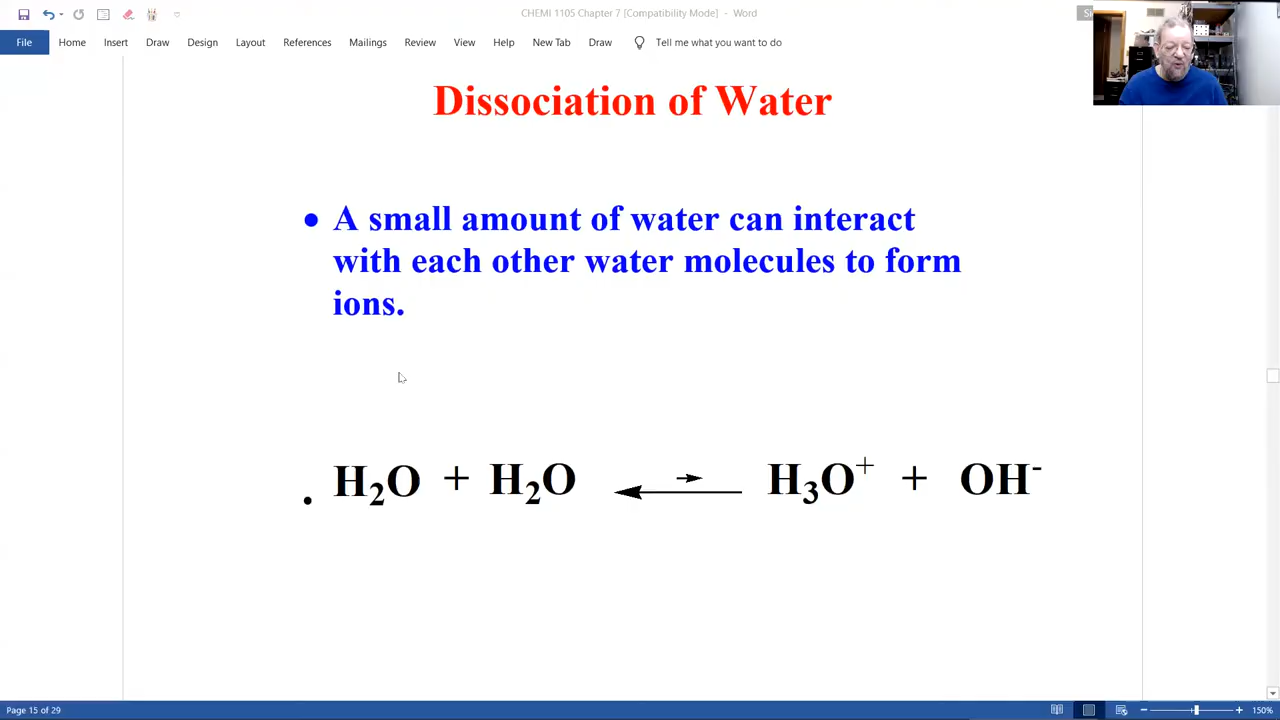 CHEMI 1105 Chapter 7 [Compatibility Mode] - Word
File Home Insert Draw Design Layout References Mailings Review View Help New Tab Draw Tell me what you want to do
Dissociation of Water
• A small amount of water can interact
with each other water molecules to form
ions.
. H₂O + H₂O ⇄ H₃O⁺ + OH⁻
Page 15 of 29
150%